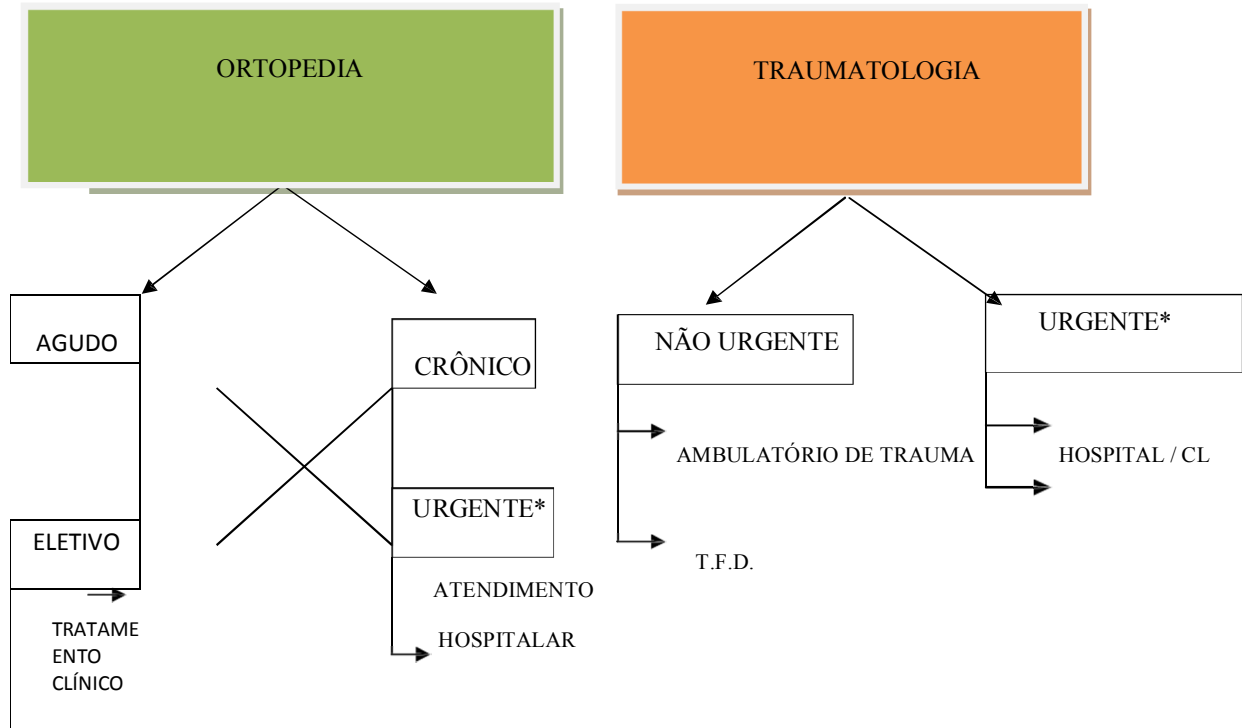 ORTOPEDIA
TRAUMATOLOGIA
AGUDO
CRÔNICO
NÃO URGENTE
URGENTE*
AMBULATÓRIO DE TRAUMA
HOSPITAL / CL
ELETIVO
URGENTE*
T.F.D.
ATENDIMENTO
HOSPITALAR
TRATAME
ENTO
CLÍNICO